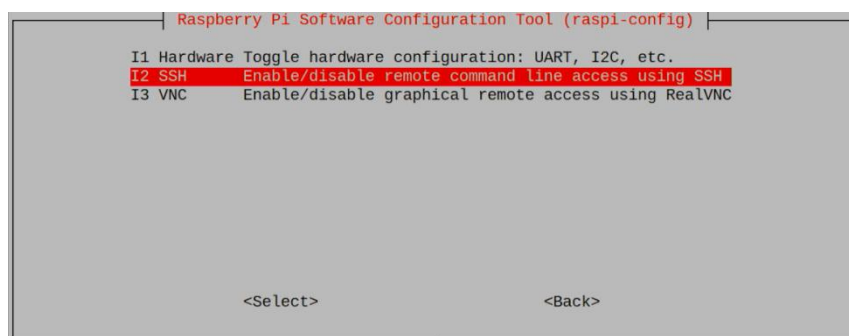 Raspberry Pi Software Configuration Tool (raspi-config)
I1 Hardware Toggle hardware configuration: UART, I2C, etc.
I2 SSH Enable/disable remote command line access using SSH
I3 VNC Enable/disable graphical remote access using RealVNC
<Select> <Back>